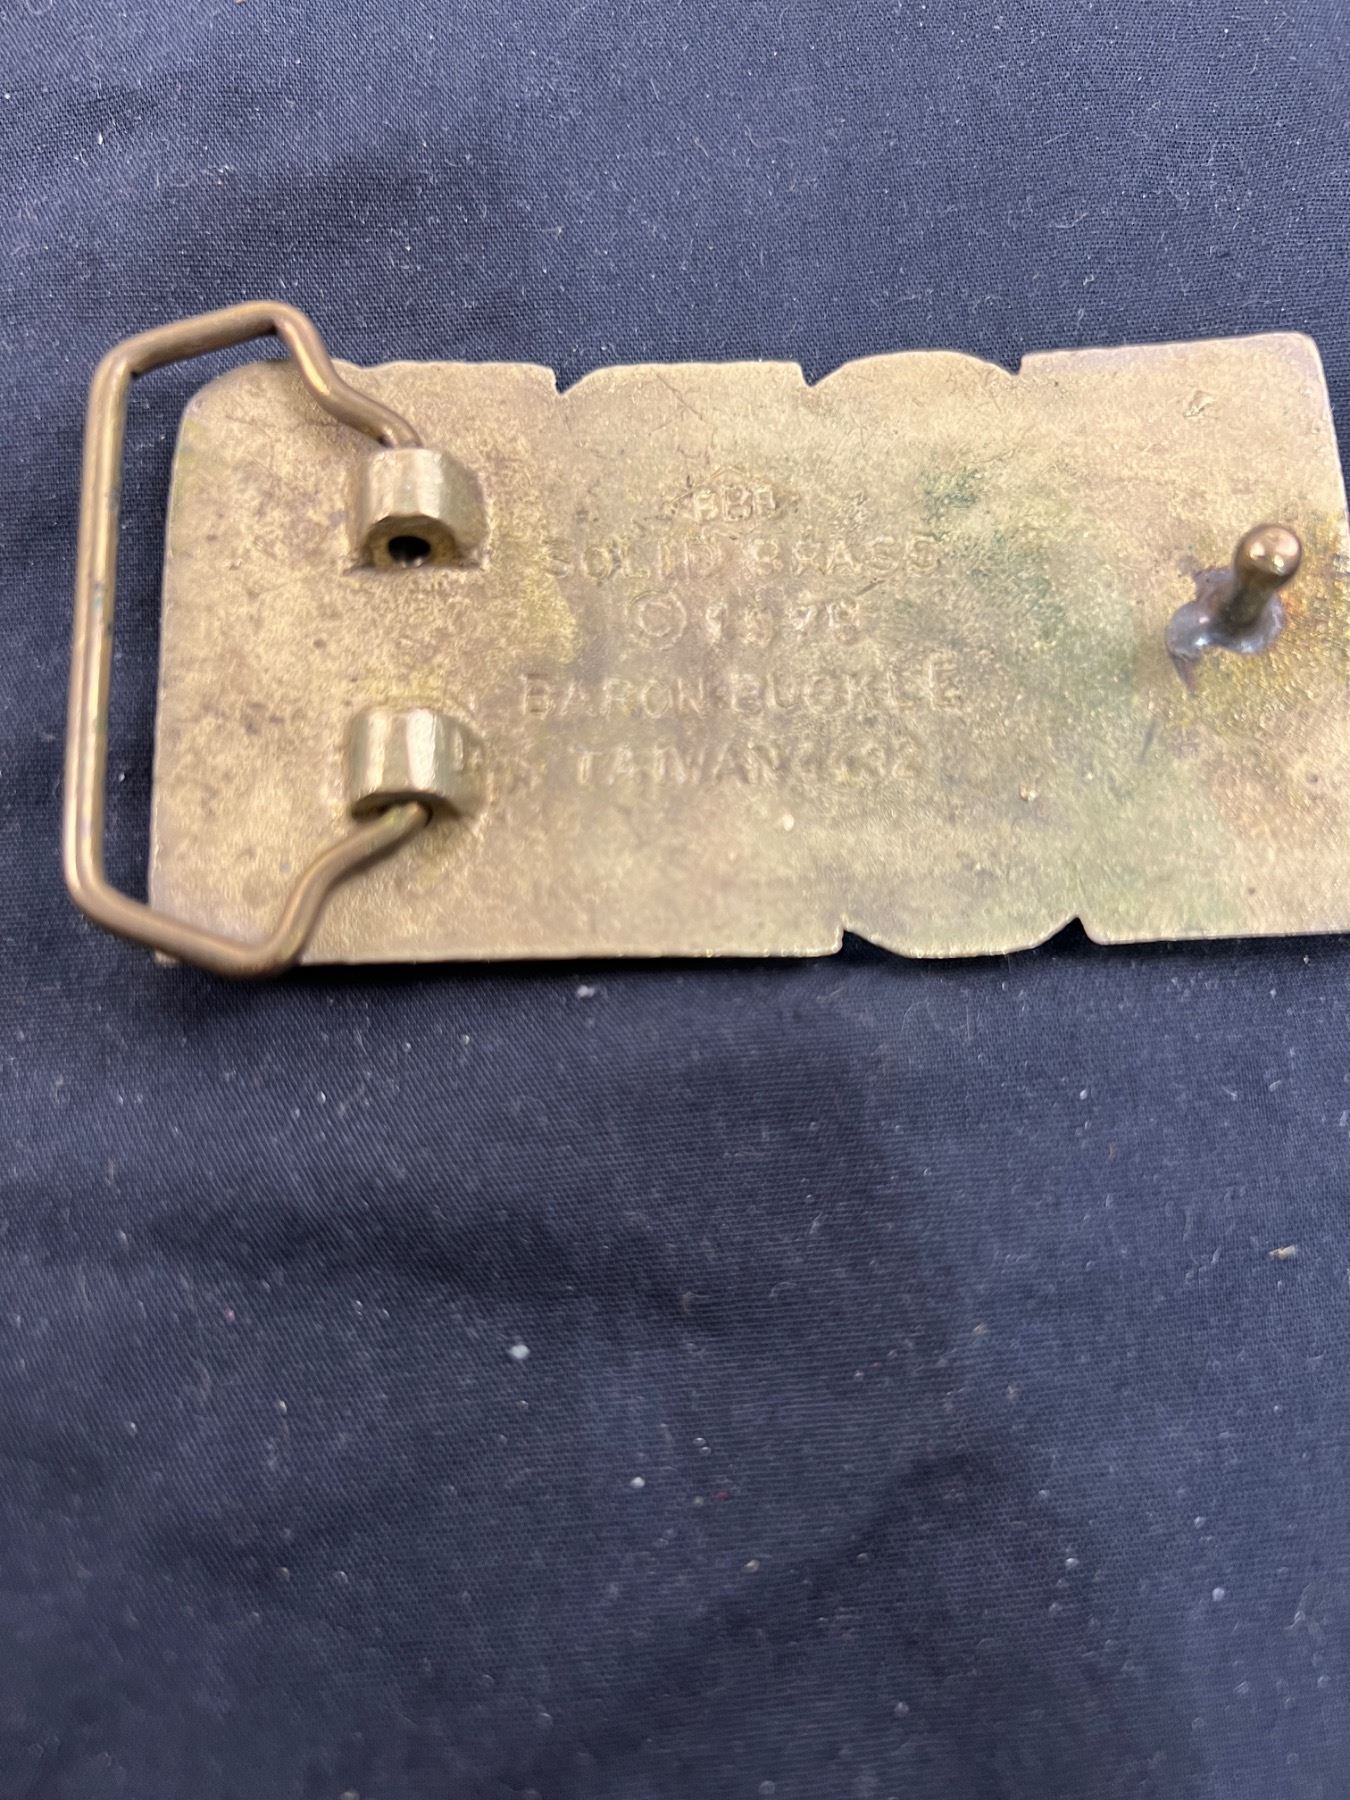 BBB
SOLID BRASS
© 1978
BARON BUCKLE
TAIWAN